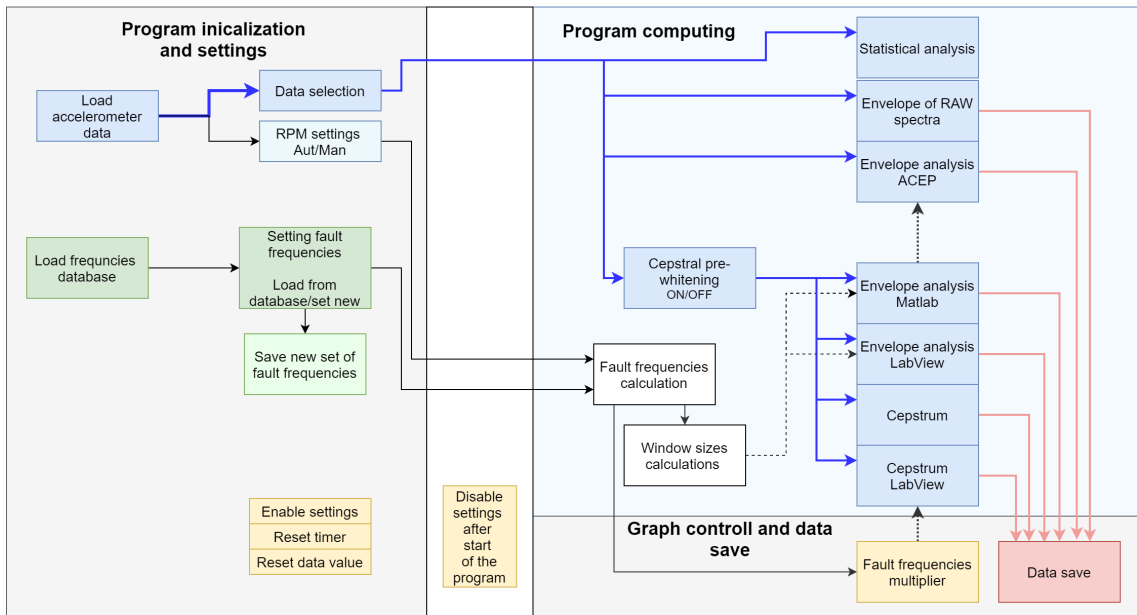 Program inicalization
and settings
Load
accelerometer
data
Data selection
RPM settings
Aut/Man
Load frequncies
database
Setting fault
frequencies
Load from
database/set new
Save new set of
fault frequencies
Enable settings
Reset timer
Reset data value
Disable
settings
after
start
of the
program
Program computing
Statistical analysis
Envelope of RAW
spectra
Envelope analysis
ACEP
Cepstral pre-
whitening
ON/OFF
Envelope analysis
Matlab
Envelope analysis
LabView
Fault frequencies
calculation
Cepstrum
Window sizes
calculations
Cepstrum
LabView
Graph controll and data
save
Fault frequencies
multiplier
Data save